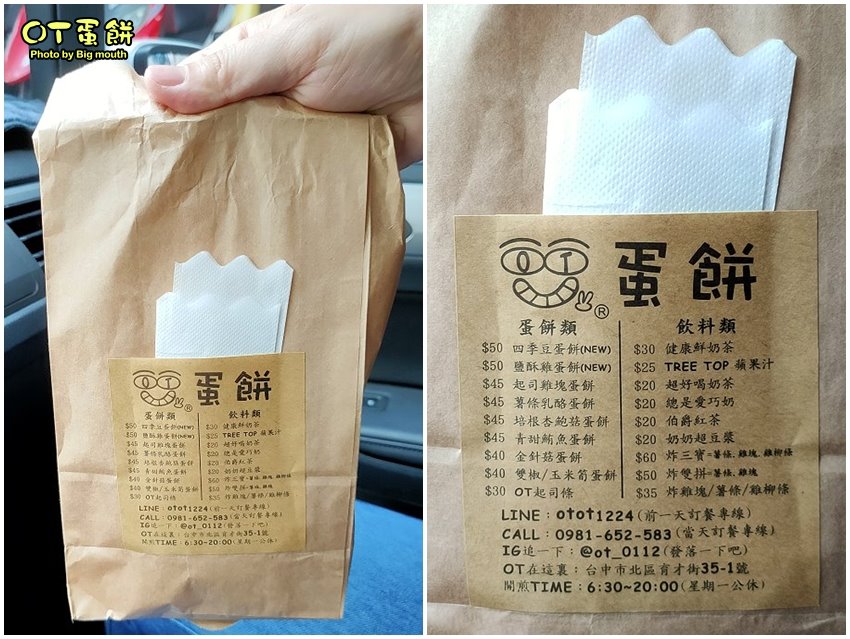 OT蛋餅
Photo by Big mouth
OT ® 蛋餅
蛋餅類
$50 四季豆蛋餅(NEW)
$50 鹽酥雞蛋餅(NEW)
$45 起司雞塊蛋餅
$45 薯條乳酪蛋餅
$45 培根杏鮑菇蛋餅
$45 青甜鮪魚蛋餅
$40 金針菇蛋餅
$40 雙椒/玉米筍蛋餅
$30 OT起司條
飲料類
$30 健康鮮奶茶
$25 TREE TOP 蘋果汁
$20 超好喝奶茶
$20 總是愛巧奶
$20 伯爵紅茶
$20 奶奶超豆漿
$60 炸三寶=薯條、雞塊、雞柳條
$50 炸雙拼=薯條、雞塊
$35 炸雞塊/薯條/雞柳條
LINE：otot1224(前一天訂餐專線)
CALL：0981-652-583(當天訂餐專線)
IG追一下：@ot_0112(發落一下吧)
OT在這裏：台中市北區育才街35-1號
開煎TIME：6:30~20:00(星期一公休)
OT ® 蛋餅
蛋餅類
$50 四季豆蛋餅(NEW)
$50 鹽酥雞蛋餅(NEW)
$45 起司雞塊蛋餅
$45 薯條乳酪蛋餅
$45 培根杏鮑菇蛋餅
$45 青甜鮪魚蛋餅
$40 金針菇蛋餅
$40 雙椒/玉米筍蛋餅
$30 OT起司條
飲料類
$30 健康鮮奶茶
$25 TREE TOP 蘋果汁
$20 超好喝奶茶
$20 總是愛巧奶
$20 伯爵紅茶
$20 奶奶超豆漿
$60 炸三寶=薯條、雞塊、雞柳條
$50 炸雙拼=薯條、雞塊
$35 炸雞塊/薯條/雞柳條
LINE：otot1224(前一天訂餐專線)
CALL：0981-652-583(當天訂餐專線)
IG追一下：@ot_0112(發落一下吧)
OT在這裏：台中市北區育才街35-1號
開煎TIME：6:30~20:00(星期一公休)